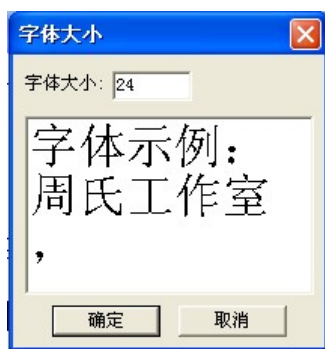 字体大小
字体大小: 24
字体示例：
周氏工作室
，
确定
取消